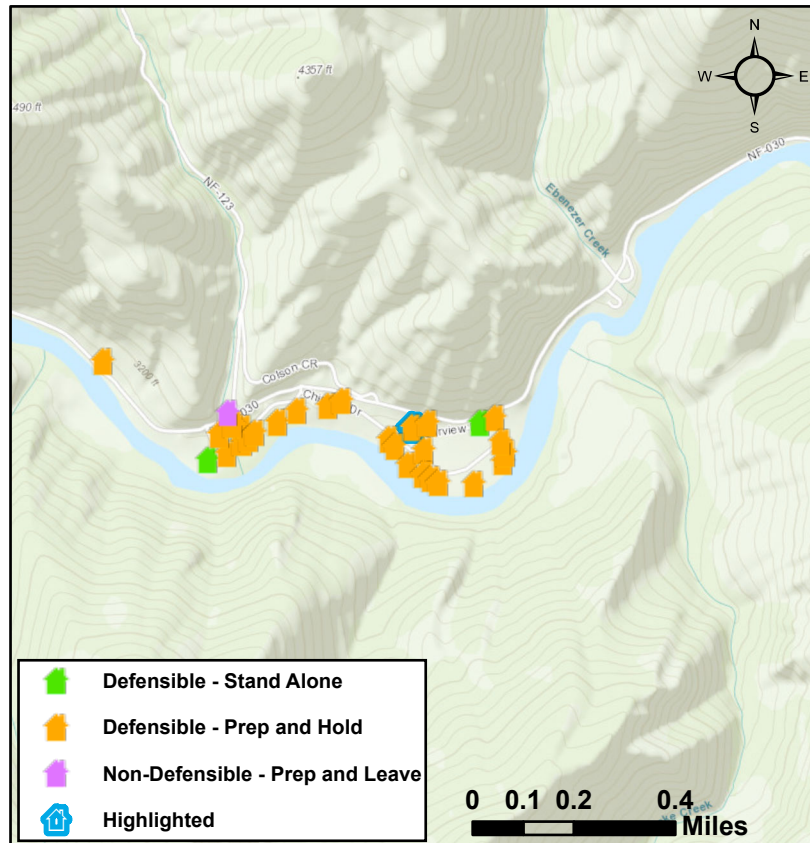 N
W
E
S
4357 ft
490 ft
NF-123
NF-030
Ebenezer Creek
3200 ft
Colson CR
030
Dr
rview
Defensible - Stand Alone
Defensible - Prep and Hold
Non-Defensible - Prep and Leave
Highlighted
0 0.1 0.2 0.4
Miles
ke Creek